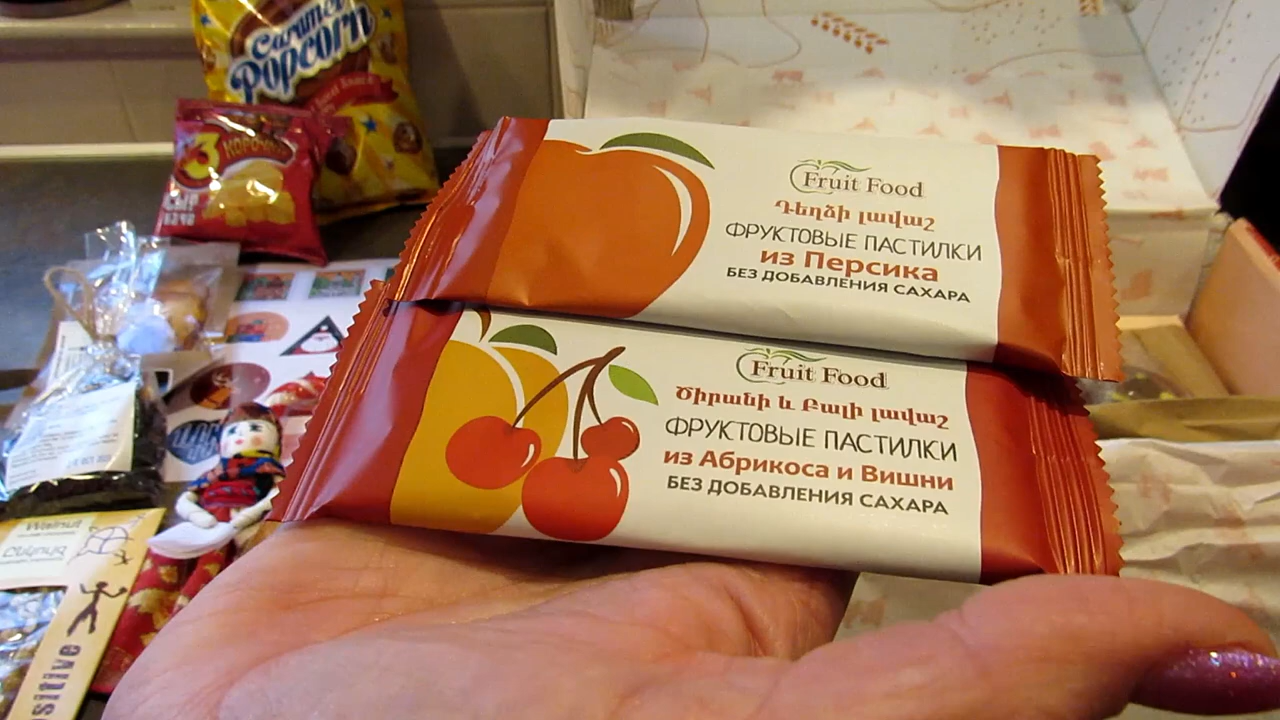 Caramel
Popcorn
3
КОРОЧКИ
СЫР
Fruit Food
Դեղձի լավաշ
ФРУКТОВЫЕ ПАСТИЛКИ
из Персика
БЕЗ ДОБАВЛЕНИЯ САХАРА
Fruit Food
Ծիրանի և Բալի լավաշ
ФРУКТОВЫЕ ПАСТИЛКИ
из Абрикоса и Вишни
БЕЗ ДОБАВЛЕНИЯ САХАРА
Walnut
Ընկույզ